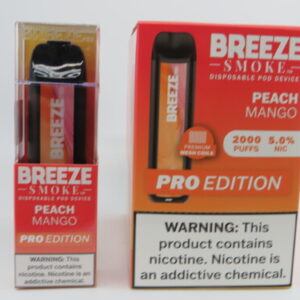 BREEZE
BREEZE
SMOKE
DISPOSABLE POD DEVICE
PEACH
MANGO
PRO EDITION
WARNING: This
product contains
nicotine. Nicotine is an
addictive chemical.
BREEZE
SMOKE
DISPOSABLE POD DEVICE
BREEZE
PEACH
MANGO
PREMIUM
MESH COILS
2000
PUFFS
5.0%
NIC
PRO EDITION
WARNING: This
product contains
nicotine. Nicotine is
an addictive chemical.